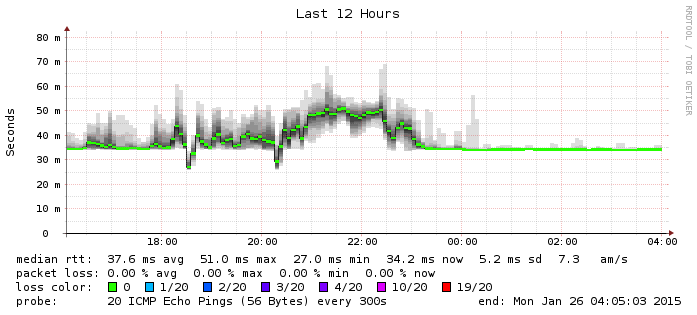 Last 12 Hours
RRDTOOL / TOBI OETIKER
Seconds
80 m
70 m
60 m
50 m
40 m
30 m
20 m
10 m
0
18:00 20:00 22:00 00:00 02:00 04:00
median rtt: 37.6 ms avg 51.0 ms max 27.0 ms min 34.2 ms now 5.2 ms sd 7.3 am/s
packet loss: 0.00 % avg 0.00 % max 0.00 % min 0.00 % now
loss color: 0 1/20 2/20 3/20 4/20 10/20 19/20
probe: 20 ICMP Echo Pings (56 Bytes) every 300s end: Mon Jan 26 04:05:03 2015